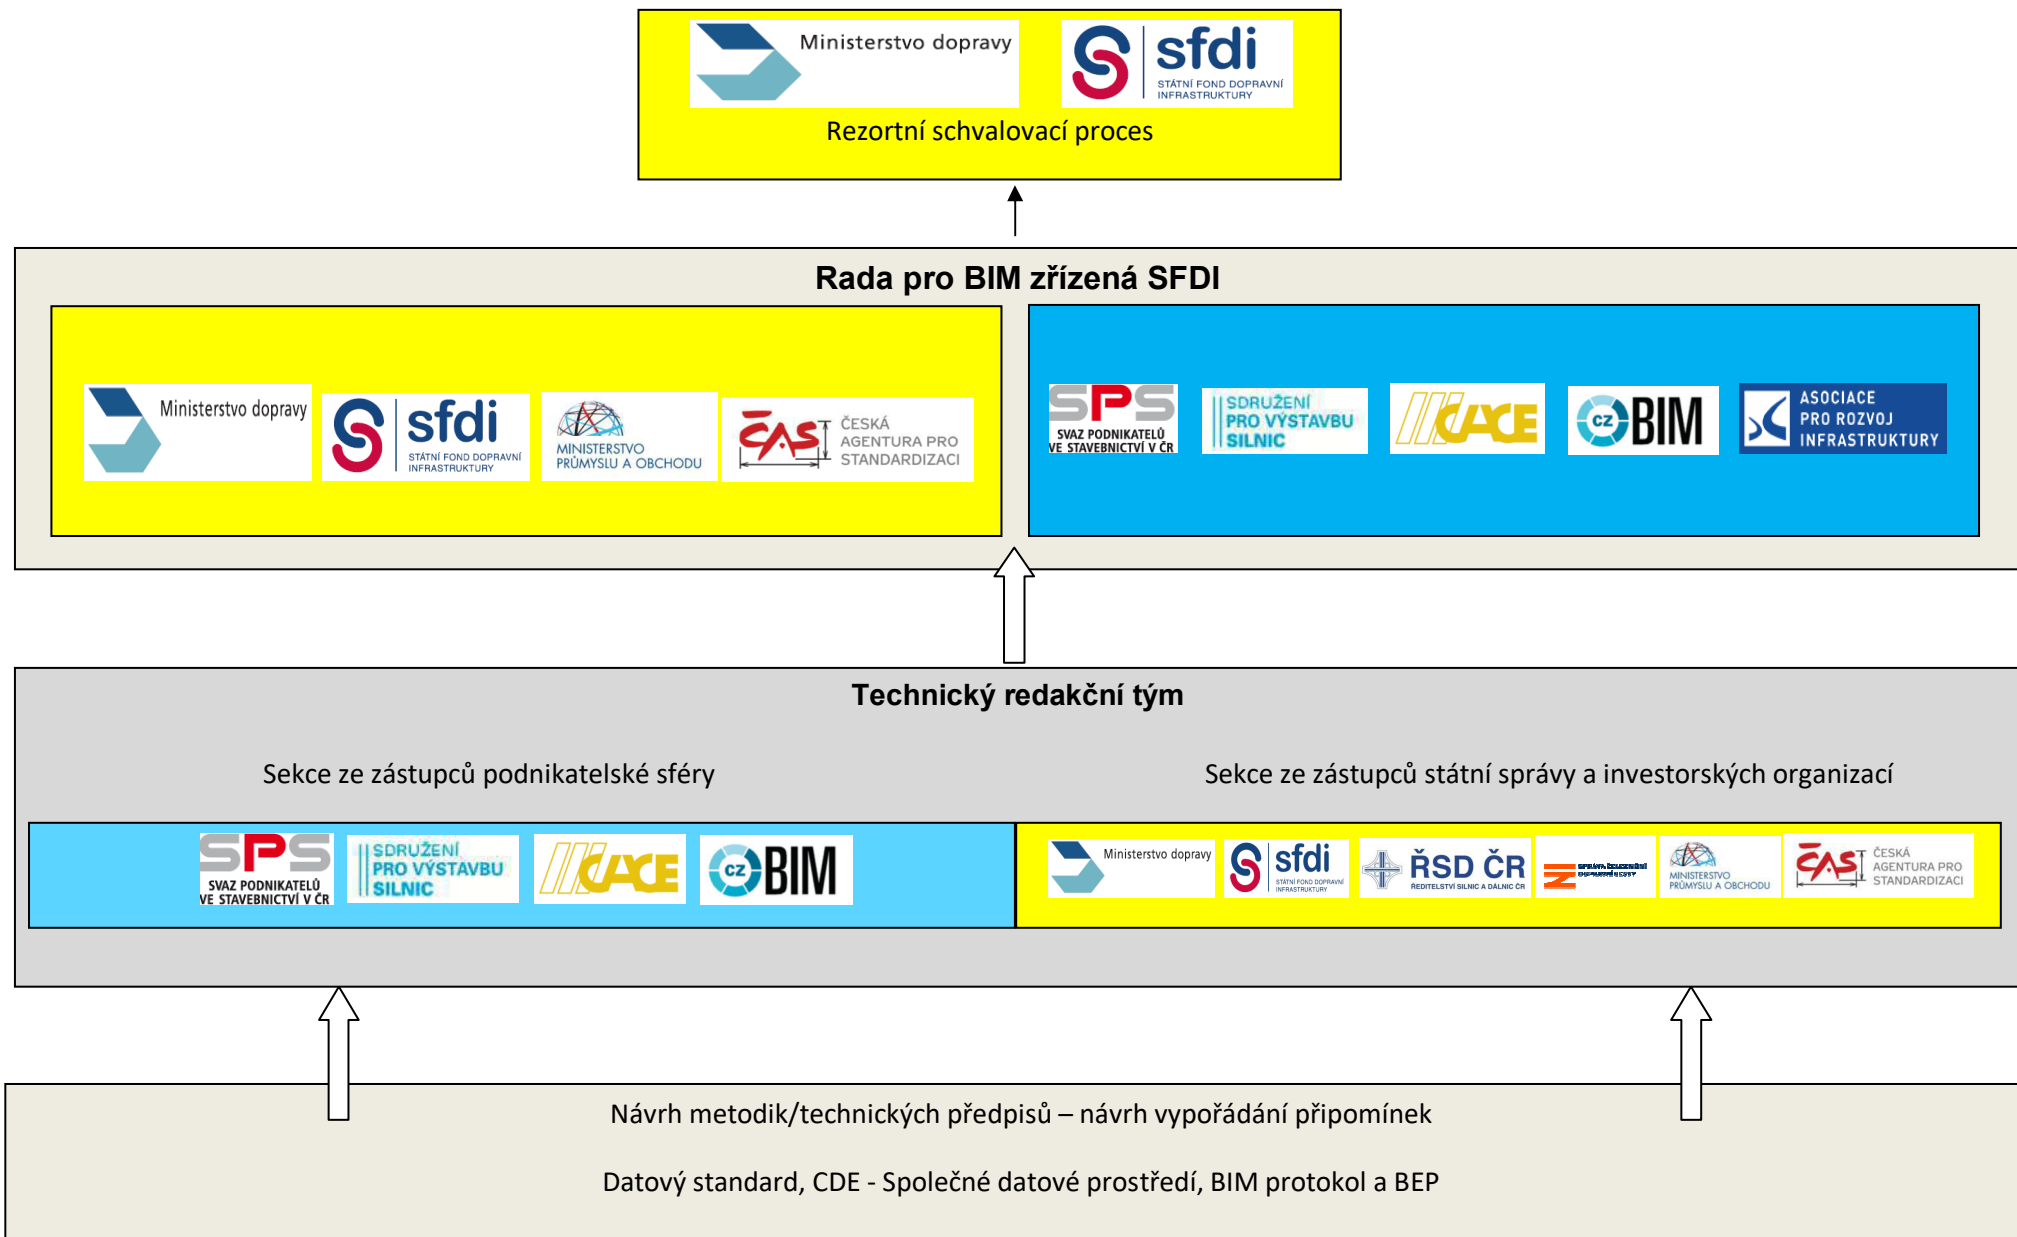 Ministerstvo dopravy
sfdi
STÁTNÍ FOND DOPRAVNÍ
INFRASTRUKTURY
Rezortní schvalovací proces
Rada pro BIM zřízená SFDI
Ministerstvo dopravy
sfdi
STÁTNÍ FOND DOPRAVNÍ
INFRASTRUKTURY
MINISTERSTVO
PRŮMYSLU A OBCHODU
ČAS
ČESKÁ
AGENTURA PRO
STANDARDIZACI
SPS
SVAZ PODNIKATELŮ
VE STAVEBNICTVÍ V ČR
SDRUŽENÍ
PRO VÝSTAVBU
SILNIC
CACE
cz BIM
ASOCIACE
PRO ROZVOJ
INFRASTRUKTURY
Technický redakční tým
Sekce ze zástupců podnikatelské sféry
Sekce ze zástupců státní správy a investorských organizací
SPS
SVAZ PODNIKATELŮ
VE STAVEBNICTVÍ V ČR
SDRUŽENÍ
PRO VÝSTAVBU
SILNIC
CACE
cz BIM
Ministerstvo dopravy
sfdi
STÁTNÍ FOND DOPRAVNÍ
INFRASTRUKTURY
ŘSD ČR
ŘEDITELSTVÍ SILNIC A DÁLNIC ČR
MINISTERSTVO
PRŮMYSLU A OBCHODU
ČAS
ČESKÁ
AGENTURA PRO
STANDARDIZACI
Návrh metodik/technických předpisů – návrh vypořádání připomínek
Datový standard, CDE - Společné datové prostředí, BIM protokol a BEP